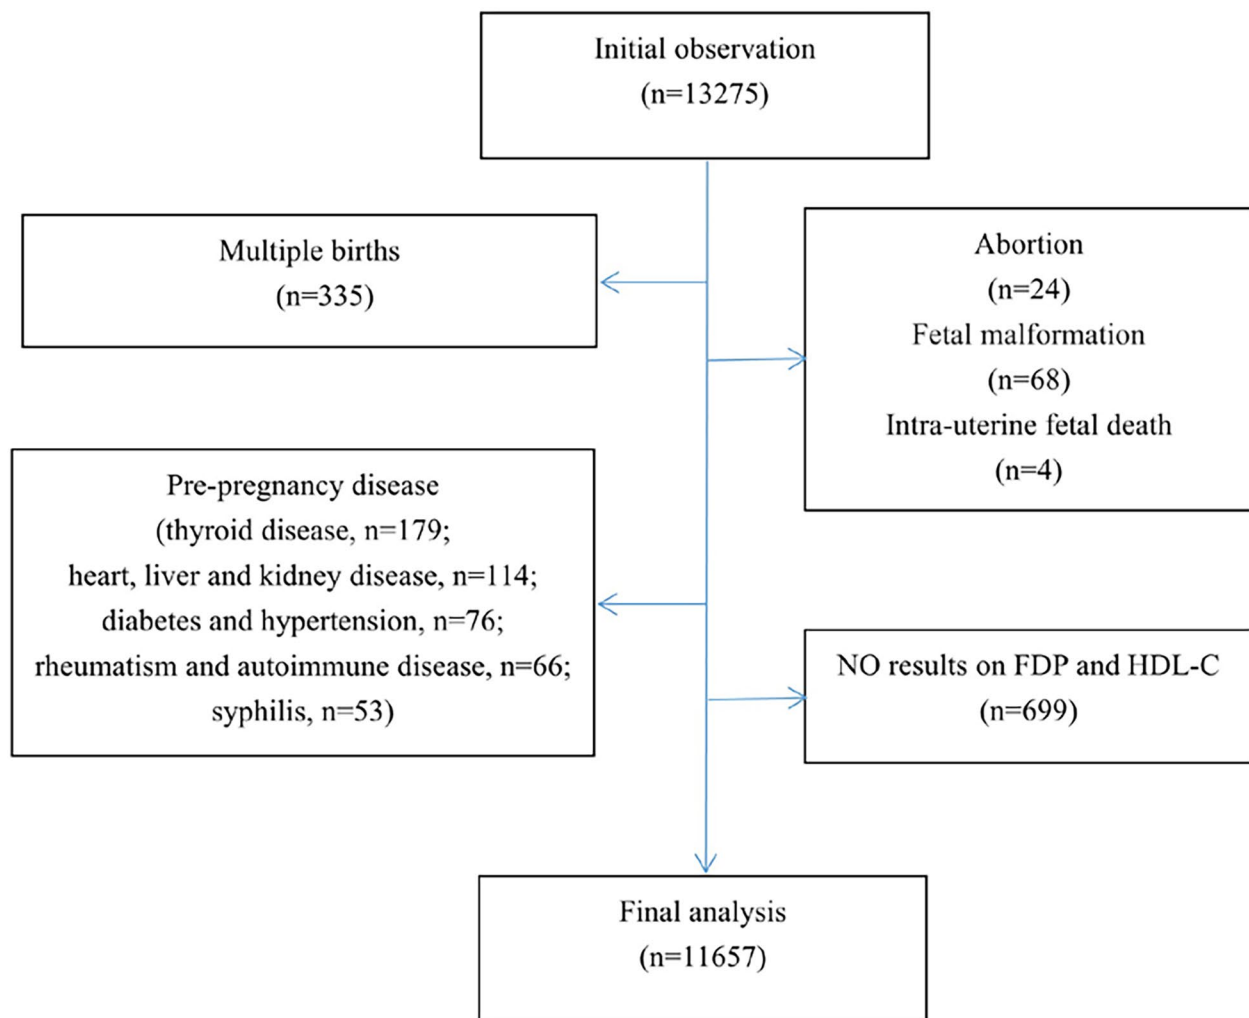 Initial observation
(n=13275)
Multiple births
(n=335)
Abortion
(n=24)
Fetal malformation
(n=68)
Intra-uterine fetal death
(n=4)
Pre-pregnancy disease
(thyroid disease, n=179;
heart, liver and kidney disease, n=114;
diabetes and hypertension, n=76;
rheumatism and autoimmune disease, n=66;
syphilis, n=53)
NO results on FDP and HDL-C
(n=699)
Final analysis
(n=11657)